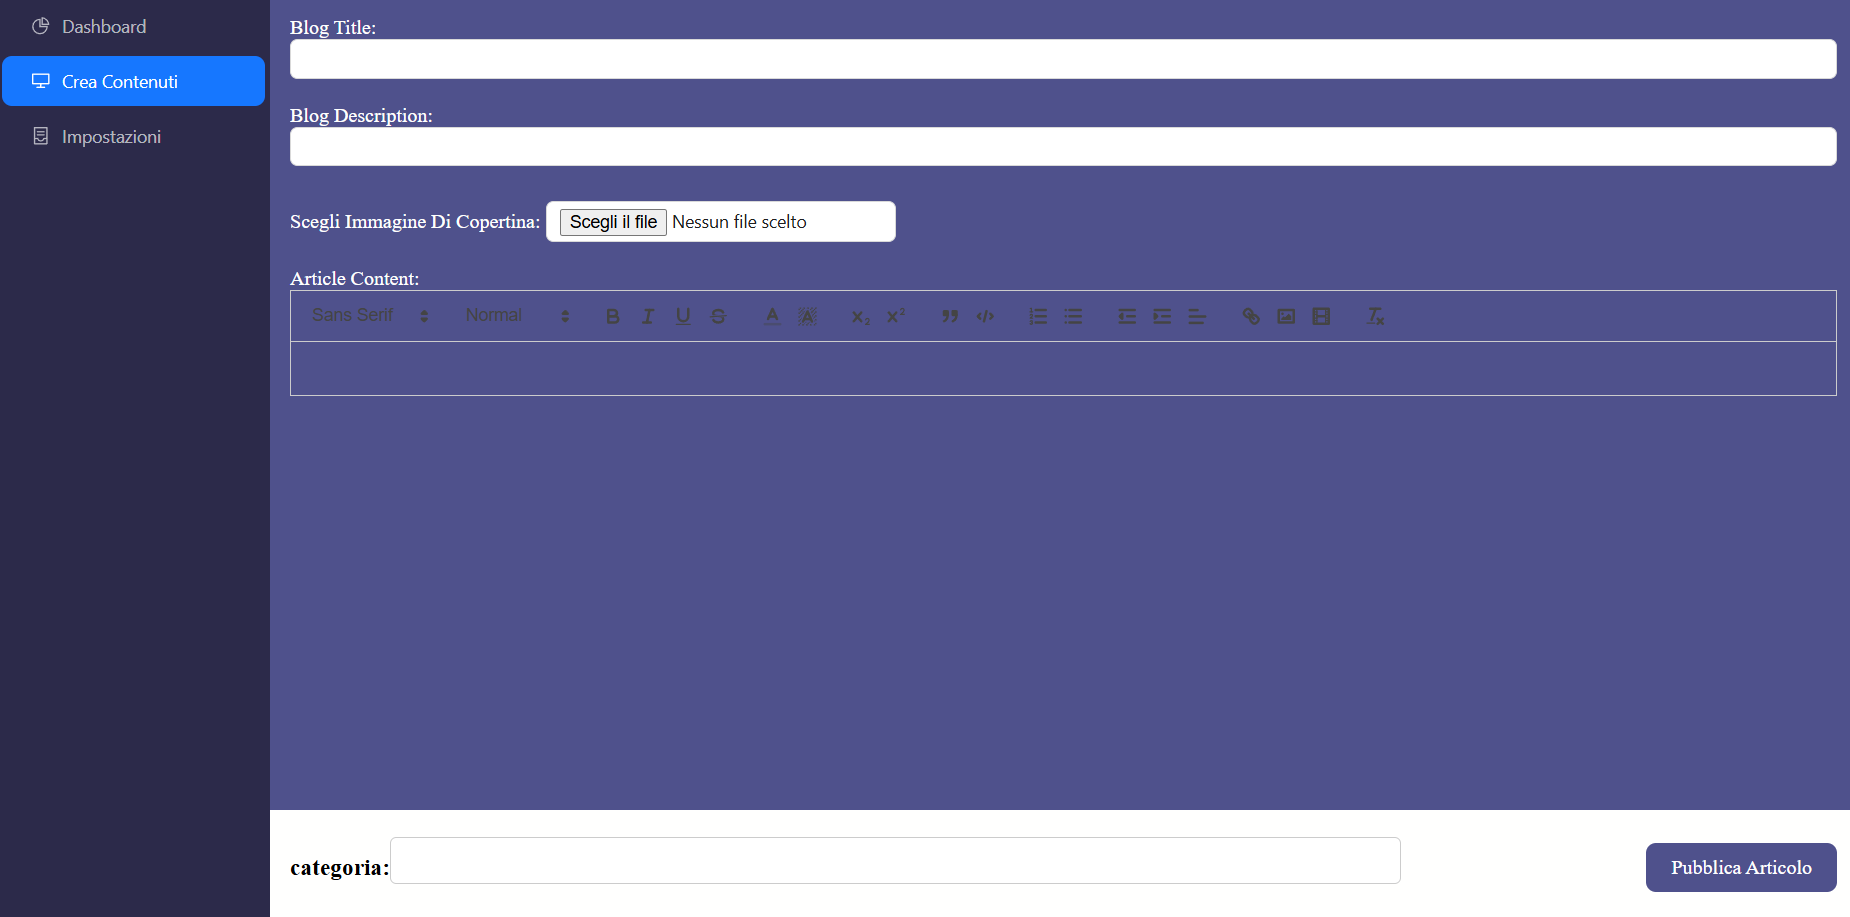 Dashboard
Crea Contenuti
Impostazioni
Blog Title:
Blog Description:
Scegli Immagine Di Copertina: Scegli il file Nessun file scelto
Article Content:
Sans Serif Normal
categoria:
Pubblica Articolo